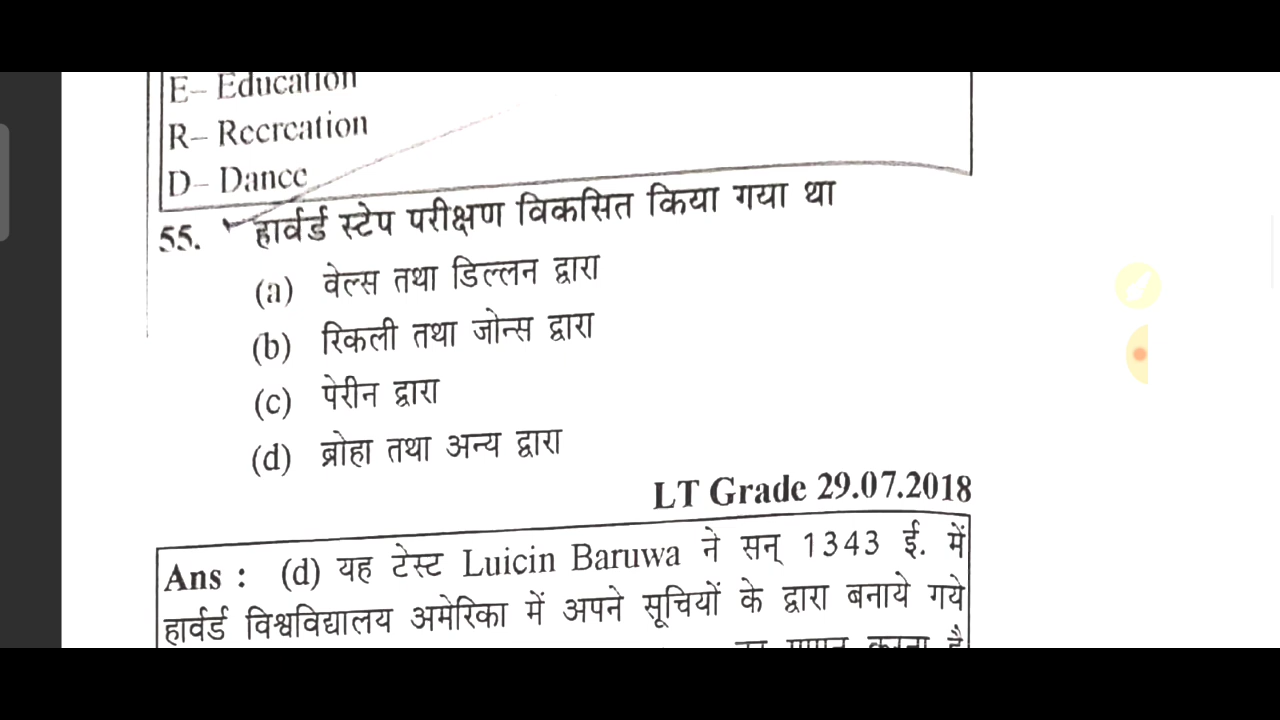 E– Education
R– Recreation
D– Dance
55. हार्वर्ड स्टेप परीक्षण विकसित किया गया था
(a) वेल्स तथा डिल्लन द्वारा
(b) रिकली तथा जोन्स द्वारा
(c) पेरीन द्वारा
(d) ब्रोहा तथा अन्य द्वारा
LT Grade 29.07.2018
Ans : (d) यह टेस्ट Luicin Baruwa ने सन् 1343 ई. में
हार्वर्ड विश्वविद्यालय अमेरिका में अपने सूचियों के द्वारा बनाये गये